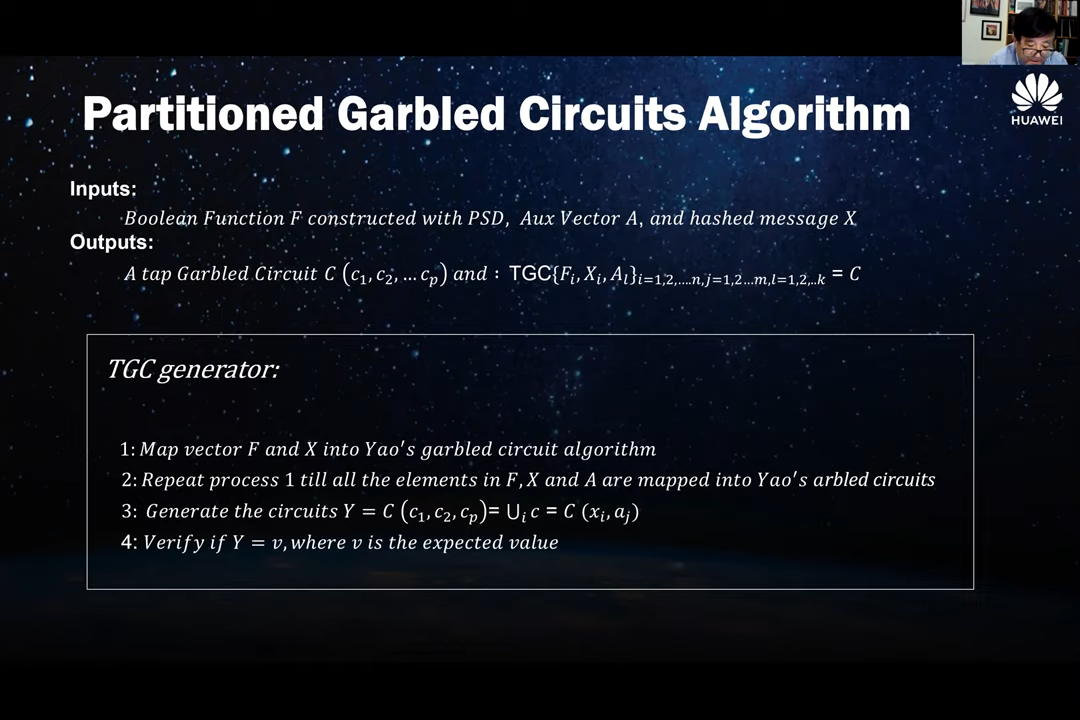 Partitioned Garbled Circuits Algorithm
HUAWEI
Inputs:
Boolean Function F constructed with PSD, Aux Vector A, and hashed message X
Outputs:
A tap Garbled Circuit C (c₁, c₂, … cₚ) and : TGC{Fᵢ, Xᵢ, Aₗ}ᵢ₌₁,₂,....ₙ,ⱼ₌₁,₂…ₘ,ₗ₌₁,₂,..ₖ = C
TGC generator:
1: Map vector F and X into Yao′s garbled circuit algorithm
2: Repeat process 1 till all the elements in F, X and A are mapped into Yao′s arbled circuits
3: Generate the circuits Y = C (c₁, c₂, cₚ)= ⋃ᵢ c = C (xᵢ, aⱼ)
4: Verify if Y = v, where v is the expected value